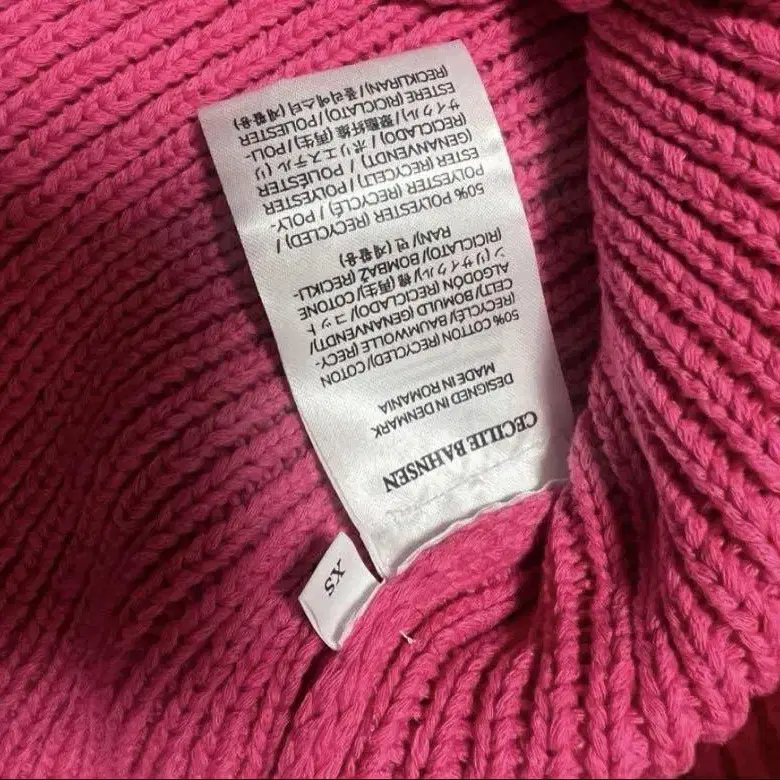 CECILIE BAHNSEN
DESIGNED IN DENMARK
MADE IN ROMANIA
50% COTTON (RECYCLED)/ COTON
(RECYCLÉ)/ BAUMWOLLE (RECY-
CELT)/ BOMULD (GENANVENDT)/
ALGODÓN (RECICLADO)/ コット
ン (リサイクル)/ 棉 (再生)/ COTONE
(RICICLATO)/ BOMBAŻ (RECIKLI-
RAN)/ 면 (재활용)
50% POLYESTER (RECYCLED) /
POLYESTER (RECYCLÉ) / POLY-
ESTER (RECYCELT) / POLYESTER
(GENANVENDT) / POLIÉSTER
(RECICLADO) / ポリエステル (リ
サイクル)/ 聚酯纤维 (再生)/ POLI-
ESTERE (RICICLATO)/ POLIESTER
(RECIKLIRAN)/ 폴리에스터 (재활용)
XS